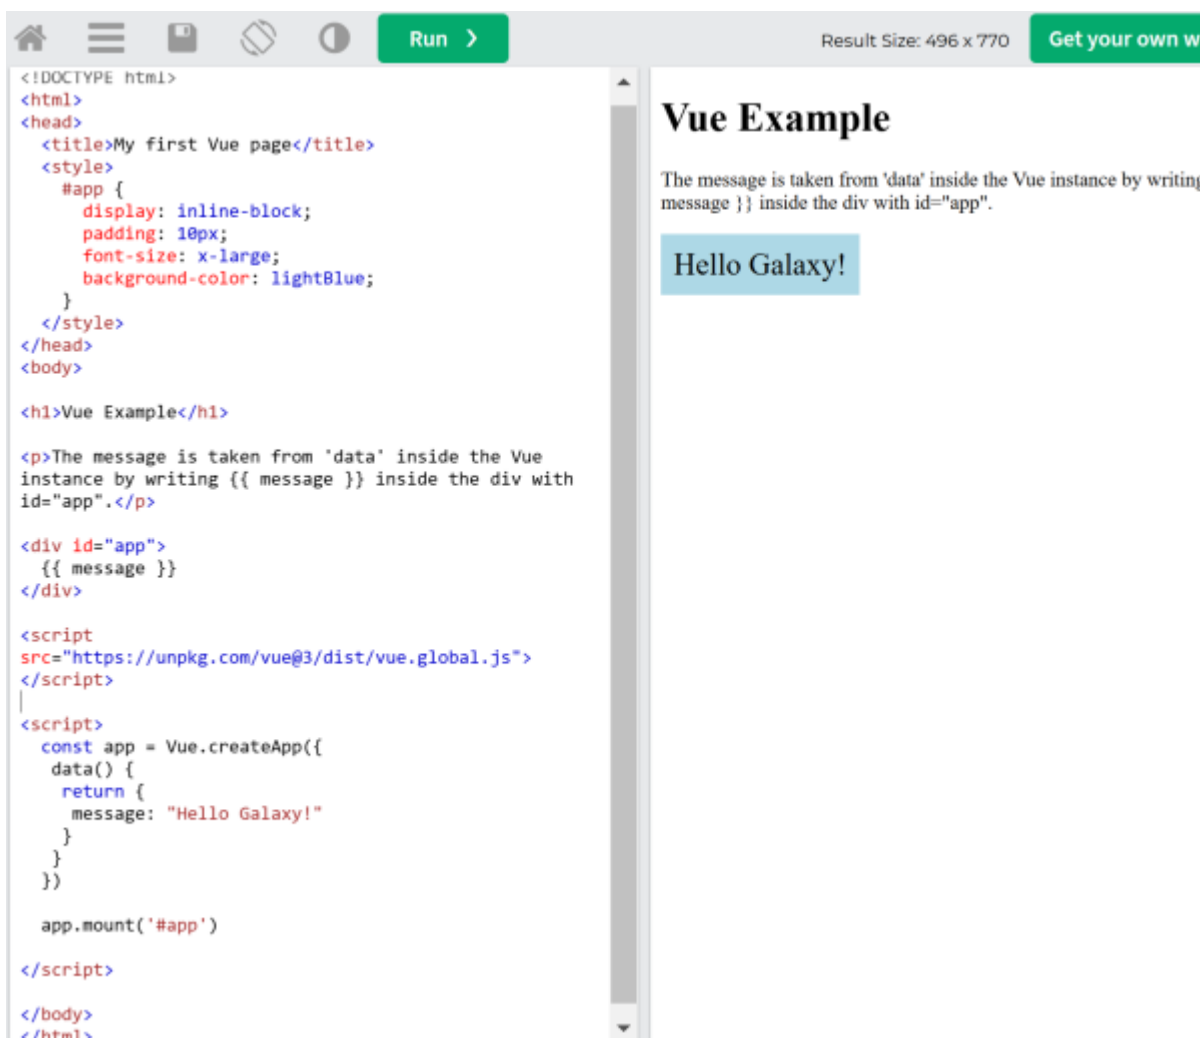 Run ❯
Result Size: 496 x 770
Get your own w
<!DOCTYPE html>
<html>
<head>
  <title>My first Vue page</title>
  <style>
    #app {
      display: inline-block;
      padding: 10px;
      font-size: x-large;
      background-color: lightBlue;
    }
  </style>
</head>
<body>
<h1>Vue Example</h1>
<p>The message is taken from 'data' inside the Vue
instance by writing {{ message }} inside the div with
id="app".</p>
<div id="app">
  {{ message }}
</div>
<script
src="https://unpkg.com/vue@3/dist/vue.global.js">
</script>
<script>
  const app = Vue.createApp({
   data() {
    return {
     message: "Hello Galaxy!"
    }
   }
  })
  app.mount('#app')
</script>
</body>
</html>
Vue Example
The message is taken from 'data' inside the Vue instance by writing
message }} inside the div with id="app".
Hello Galaxy!